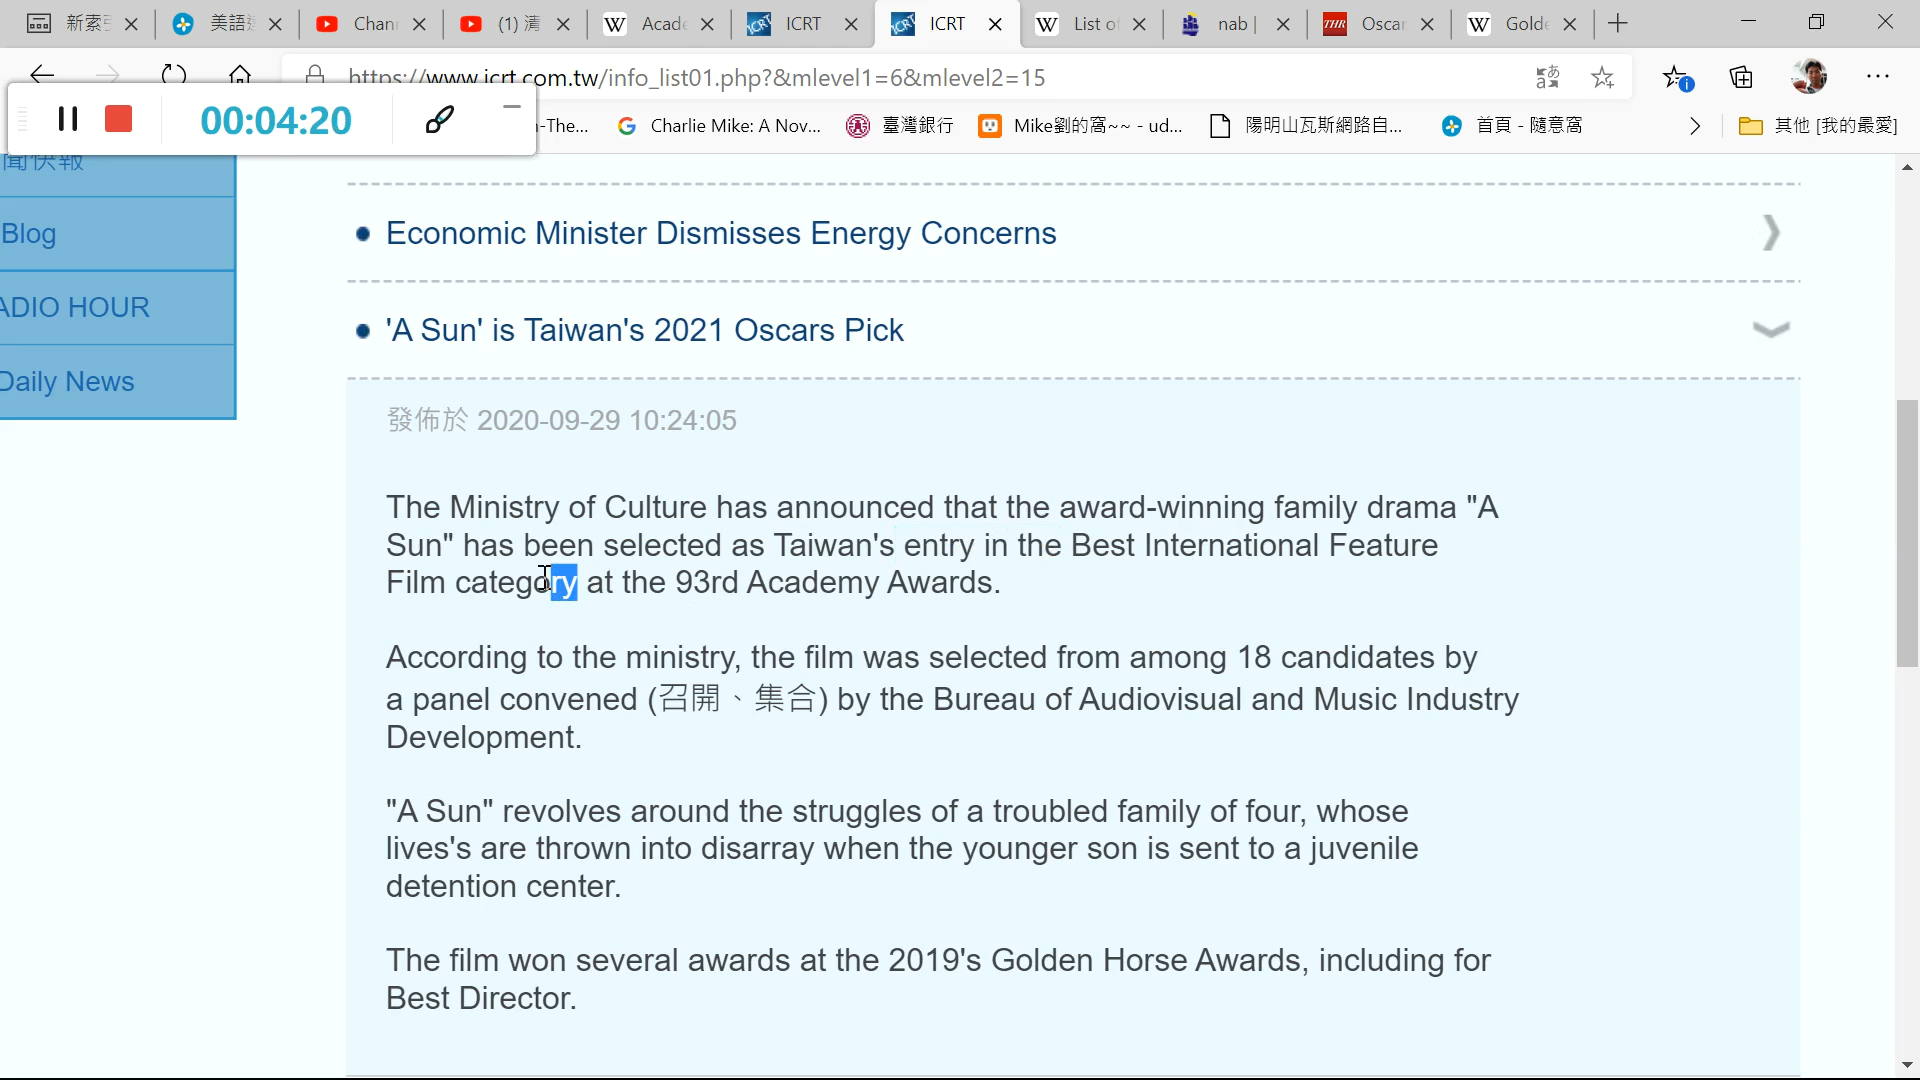 新索 美語 Chan (1) 清 Acade ICRT ICRT List o nab | Oscar Golde
https://www.icrt.com.tw/info_list01.php?&mlevel1=6&mlevel2=15
00:04:20
-The... Charlie Mike: A Nov... 臺灣銀行 Mike劉的窩~~ - ud... 陽明山瓦斯網路自... 首頁 - 隨意窩 其他 [我的最愛]
聞快報
Blog
ADIO HOUR
Daily News
Economic Minister Dismisses Energy Concerns
'A Sun' is Taiwan's 2021 Oscars Pick
發佈於 2020-09-29 10:24:05
The Ministry of Culture has announced that the award-winning family drama "A
Sun" has been selected as Taiwan's entry in the Best International Feature
Film category at the 93rd Academy Awards.
According to the ministry, the film was selected from among 18 candidates by
a panel convened (召開、集合) by the Bureau of Audiovisual and Music Industry
Development.
"A Sun" revolves around the struggles of a troubled family of four, whose
lives's are thrown into disarray when the younger son is sent to a juvenile
detention center.
The film won several awards at the 2019's Golden Horse Awards, including for
Best Director.